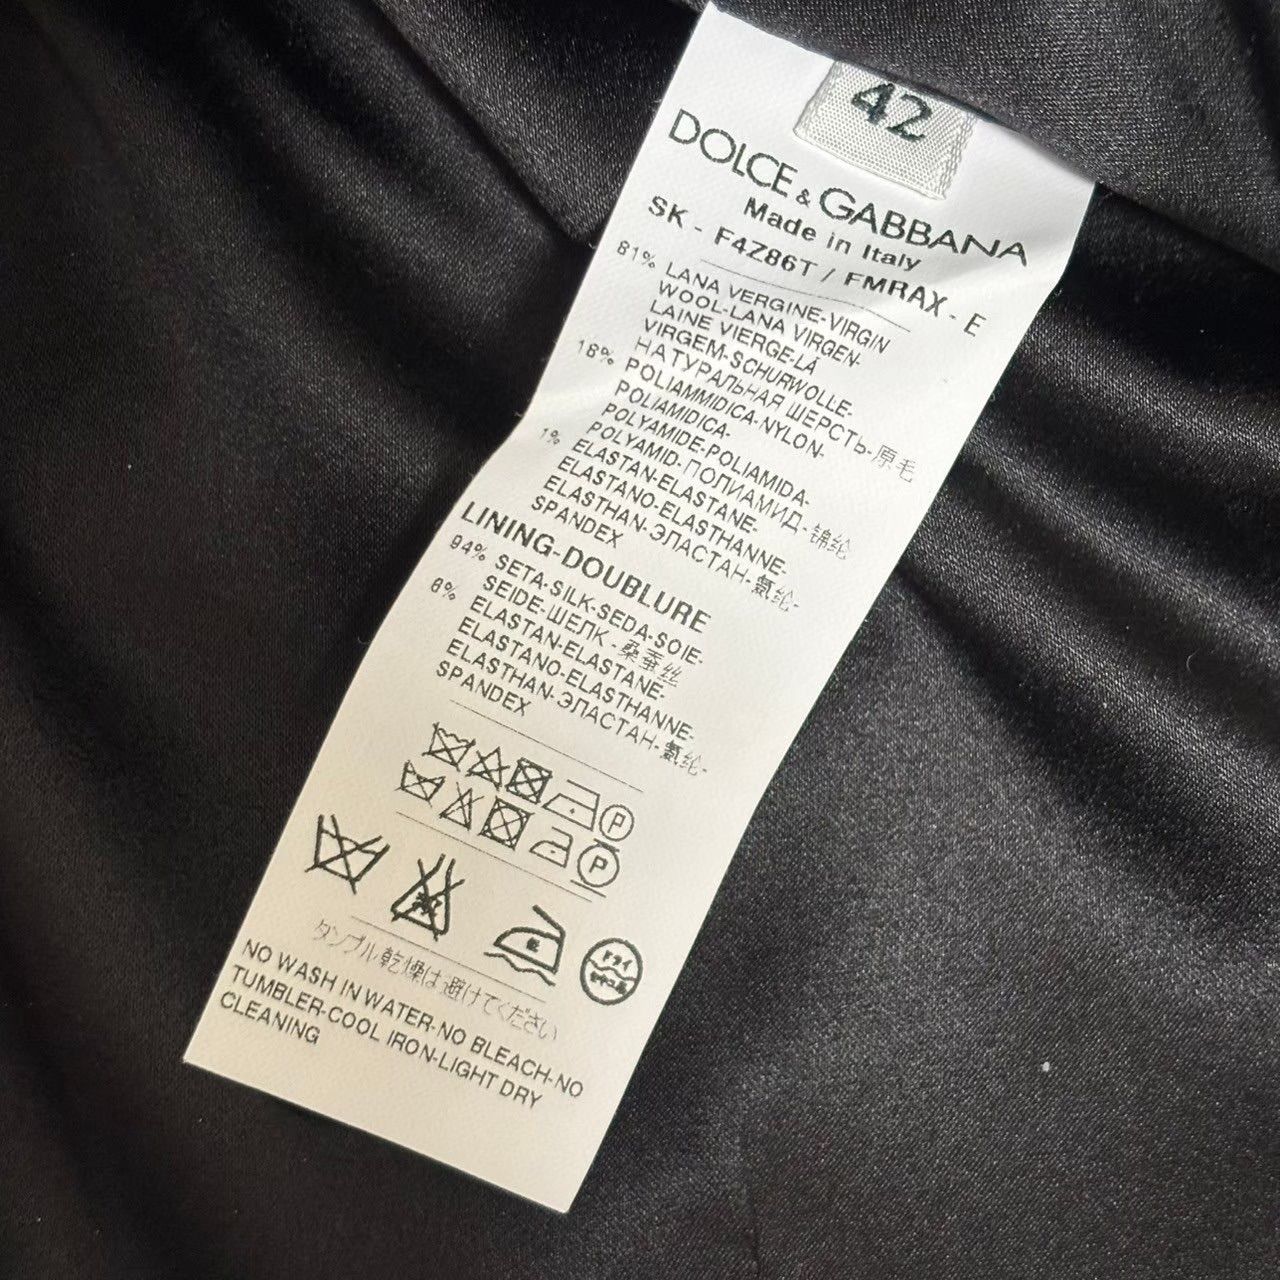 42
DOLCE & GABBANA
Made in Italy
SK - F4Z86T / FMRAX - E
81% LANA VERGINE-VIRGIN
WOOL-LANA VIRGEN-
LAINE VIERGE-LÁ
VIRGEM-SCHURWOLLE-
НАТУРАЛЬНАЯ ШЕРСТЬ-原毛
18% POLIAMMIDICA-NYLON-
POLIAMIDICA-
POLYAMIDE-POLIAMIDA-
POLYAMID-ПОЛИАМИД-锦纶
1% ELASTAN-ELASTANE-
ELASTANO-ELASTHANNE-
ELASTHAN-ЭЛАСТАН-氨纶-
SPANDEX
LINING-DOUBLURE
94% SETA-SILK-SEDA-SOIE-
SEIDE-ШЕЛК-桑蚕丝
6% ELASTAN-ELASTANE-
ELASTANO-ELASTHANNE-
ELASTHAN-ЭЛАСТАН-氨纶-
SPANDEX
P
P
ドライ
タンブル乾燥は避けてください
NO WASH IN WATER-NO BLEACH-NO
TUMBLER-COOL IRON-LIGHT DRY
CLEANING